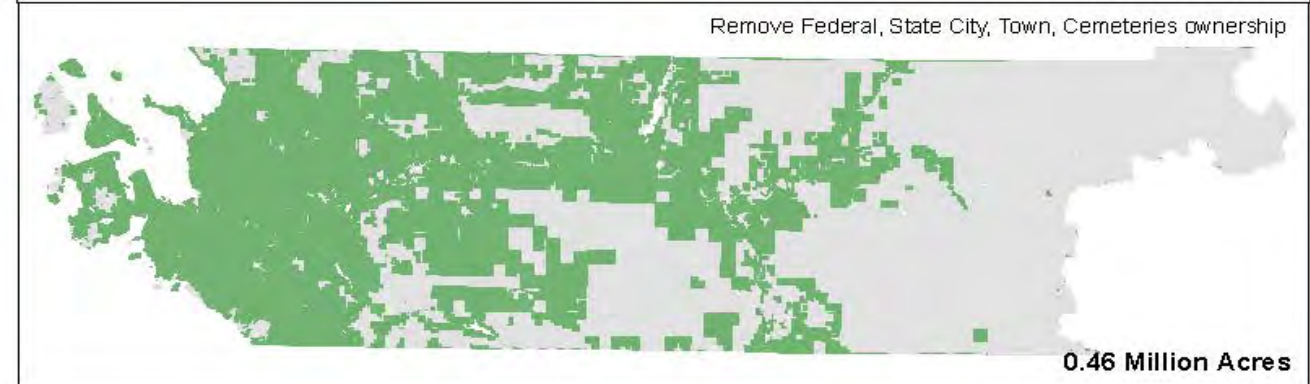 Remove Federal, State City, Town, Cemeteries ownership
0.46 Million Acres